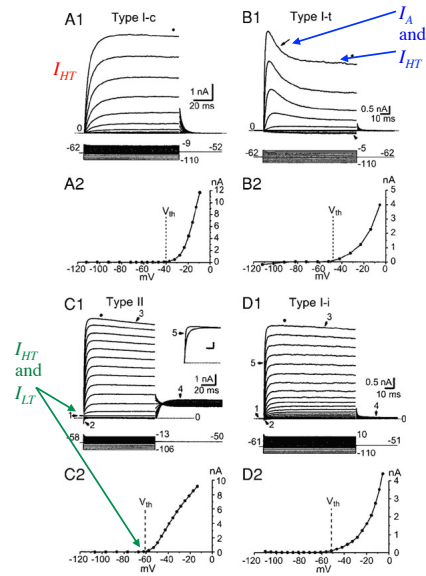 A1 Type I-c
I_HT
1 nA
20 ms
0
-62 -9 -62
-110
B1 Type I-t
I_A
and
I_HT
0.5 nA
10 ms
0
-62 -5 -62
-110
A2
nA
12
10
8
6
4
2
0
V_th
-120 -100 -80 -60 -40 -20 0
mV
B2
nA
5
4
3
2
1
0
V_th
-120 -100 -80 -60 -40 -20 0
mV
C1 Type II
3
5
1 nA
20 ms
4
1
0
2
-58 -13 -50
-106
I_HT
and
I_LT
D1 Type I-i
3
5
0.5 nA
10 ms
1
4
0
2
-61 10 -51
-110
C2
nA
10
8
6
4
2
0
V_th
-120 -100 -80 -60 -40 -20 0
mV
D2
nA
4
3
2
1
0
V_th
-120 -100 -80 -60 -40 -20 0
mV